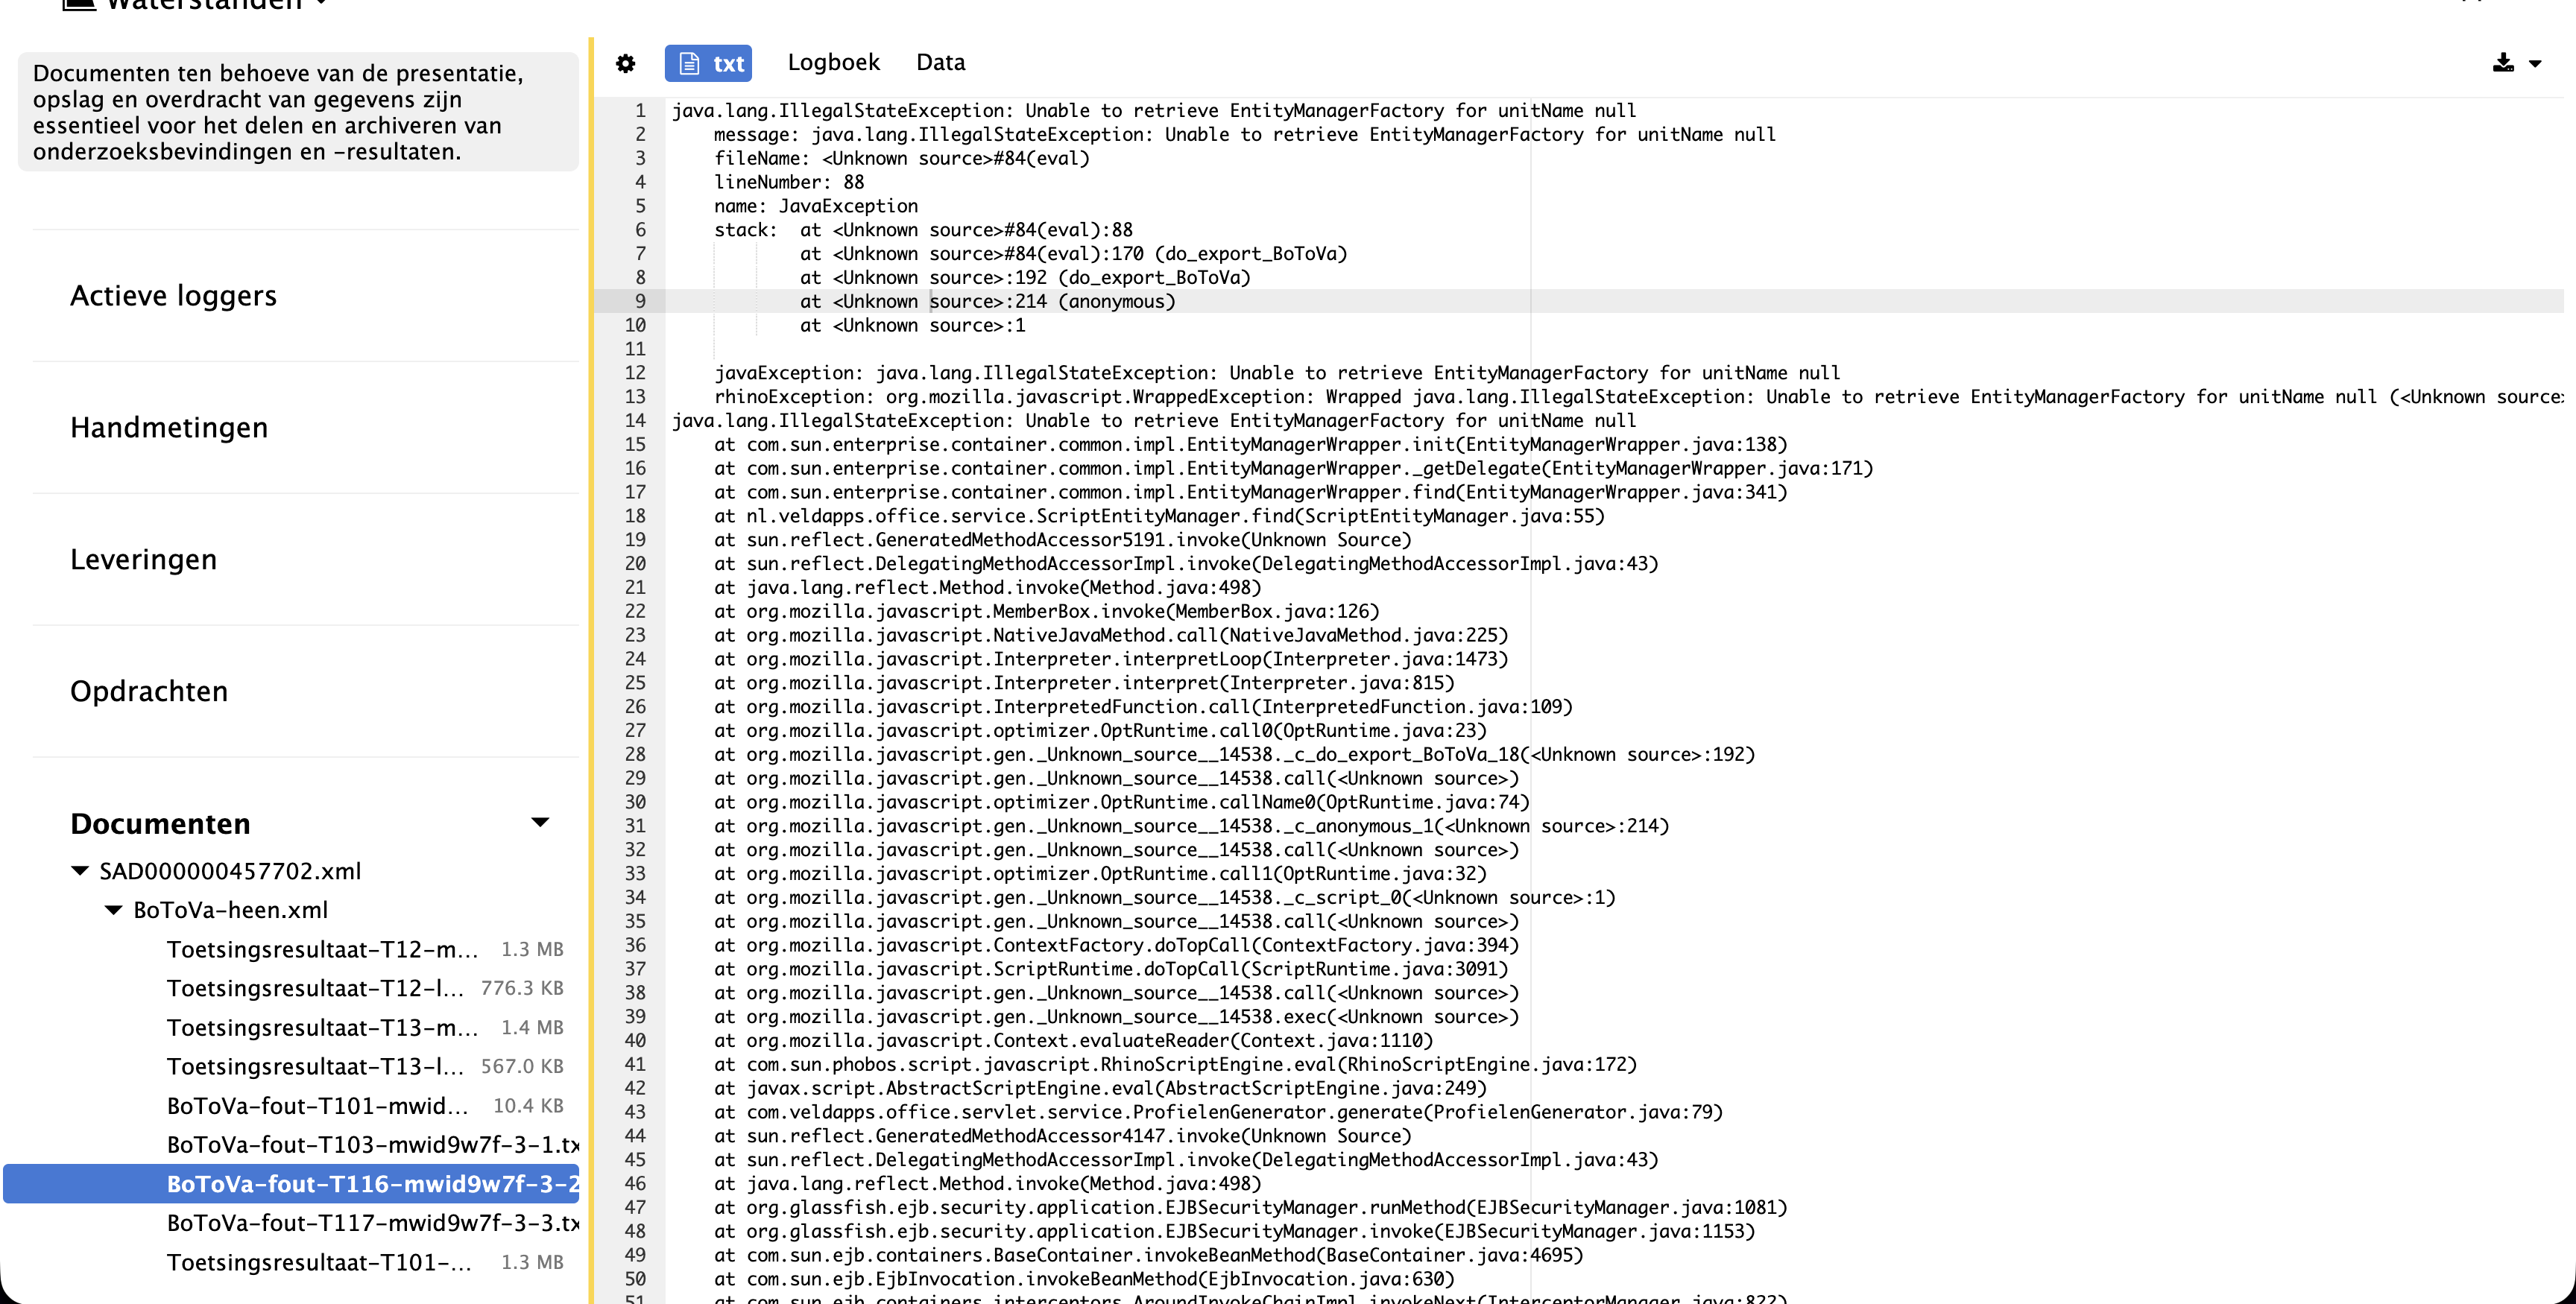 Waterstanden
Documenten ten behoeve van de presentatie,
opslag en overdracht van gegevens zijn
essentieel voor het delen en archiveren van
onderzoeksbevindingen en -resultaten.
Actieve loggers
Handmetingen
Leveringen
Opdrachten
Documenten
SAD000000457702.xml
BoToVa-heen.xml
Toetsingsresultaat-T12-m... 1.3 MB
Toetsingsresultaat-T12-l... 776.3 KB
Toetsingsresultaat-T13-m... 1.4 MB
Toetsingsresultaat-T13-l... 567.0 KB
BoToVa-fout-T101-mwid... 10.4 KB
BoToVa-fout-T103-mwid9w7f-3-1.tx
BoToVa-fout-T116-mwid9w7f-3-2
BoToVa-fout-T117-mwid9w7f-3-3.tx
Toetsingsresultaat-T101-... 1.3 MB
txt Logboek Data
1 java.lang.IllegalStateException: Unable to retrieve EntityManagerFactory for unitName null
2 message: java.lang.IllegalStateException: Unable to retrieve EntityManagerFactory for unitName null
3 fileName: <Unknown source>#84(eval)
4 lineNumber: 88
5 name: JavaException
6 stack: at <Unknown source>#84(eval):88
7 at <Unknown source>#84(eval):170 (do_export_BoToVa)
8 at <Unknown source>:192 (do_export_BoToVa)
9 at <Unknown source>:214 (anonymous)
10 at <Unknown source>:1
11
12 javaException: java.lang.IllegalStateException: Unable to retrieve EntityManagerFactory for unitName null
13 rhinoException: org.mozilla.javascript.WrappedException: Wrapped java.lang.IllegalStateException: Unable to retrieve EntityManagerFactory for unitName null (<Unknown source>
14 java.lang.IllegalStateException: Unable to retrieve EntityManagerFactory for unitName null
15 at com.sun.enterprise.container.common.impl.EntityManagerWrapper.init(EntityManagerWrapper.java:138)
16 at com.sun.enterprise.container.common.impl.EntityManagerWrapper._getDelegate(EntityManagerWrapper.java:171)
17 at com.sun.enterprise.container.common.impl.EntityManagerWrapper.find(EntityManagerWrapper.java:341)
18 at nl.veldapps.office.service.ScriptEntityManager.find(ScriptEntityManager.java:55)
19 at sun.reflect.GeneratedMethodAccessor5191.invoke(Unknown Source)
20 at sun.reflect.DelegatingMethodAccessorImpl.invoke(DelegatingMethodAccessorImpl.java:43)
21 at java.lang.reflect.Method.invoke(Method.java:498)
22 at org.mozilla.javascript.MemberBox.invoke(MemberBox.java:126)
23 at org.mozilla.javascript.NativeJavaMethod.call(NativeJavaMethod.java:225)
24 at org.mozilla.javascript.Interpreter.interpretLoop(Interpreter.java:1473)
25 at org.mozilla.javascript.Interpreter.interpret(Interpreter.java:815)
26 at org.mozilla.javascript.InterpretedFunction.call(InterpretedFunction.java:109)
27 at org.mozilla.javascript.optimizer.OptRuntime.call0(OptRuntime.java:23)
28 at org.mozilla.javascript.gen._Unknown_source__14538._c_do_export_BoToVa_18(<Unknown source>:192)
29 at org.mozilla.javascript.gen._Unknown_source__14538.call(<Unknown source>)
30 at org.mozilla.javascript.optimizer.OptRuntime.callName0(OptRuntime.java:74)
31 at org.mozilla.javascript.gen._Unknown_source__14538._c_anonymous_1(<Unknown source>:214)
32 at org.mozilla.javascript.gen._Unknown_source__14538.call(<Unknown source>)
33 at org.mozilla.javascript.optimizer.OptRuntime.call1(OptRuntime.java:32)
34 at org.mozilla.javascript.gen._Unknown_source__14538._c_script_0(<Unknown source>:1)
35 at org.mozilla.javascript.gen._Unknown_source__14538.call(<Unknown source>)
36 at org.mozilla.javascript.ContextFactory.doTopCall(ContextFactory.java:394)
37 at org.mozilla.javascript.ScriptRuntime.doTopCall(ScriptRuntime.java:3091)
38 at org.mozilla.javascript.gen._Unknown_source__14538.call(<Unknown source>)
39 at org.mozilla.javascript.gen._Unknown_source__14538.exec(<Unknown source>)
40 at org.mozilla.javascript.Context.evaluateReader(Context.java:1110)
41 at com.sun.phobos.script.javascript.RhinoScriptEngine.eval(RhinoScriptEngine.java:172)
42 at javax.script.AbstractScriptEngine.eval(AbstractScriptEngine.java:249)
43 at com.veldapps.office.servlet.service.ProfielenGenerator.generate(ProfielenGenerator.java:79)
44 at sun.reflect.GeneratedMethodAccessor4147.invoke(Unknown Source)
45 at sun.reflect.DelegatingMethodAccessorImpl.invoke(DelegatingMethodAccessorImpl.java:43)
46 at java.lang.reflect.Method.invoke(Method.java:498)
47 at org.glassfish.ejb.security.application.EJBSecurityManager.runMethod(EJBSecurityManager.java:1081)
48 at org.glassfish.ejb.security.application.EJBSecurityManager.invoke(EJBSecurityManager.java:1153)
49 at com.sun.ejb.containers.BaseContainer.invokeBeanMethod(BaseContainer.java:4695)
50 at com.sun.ejb.EjbInvocation.invokeBeanMethod(EjbInvocation.java:630)
51 at com.sun.ejb.containers.interceptors.AroundInvokeChainImpl.invokeNext(InterceptorManager.java:822)